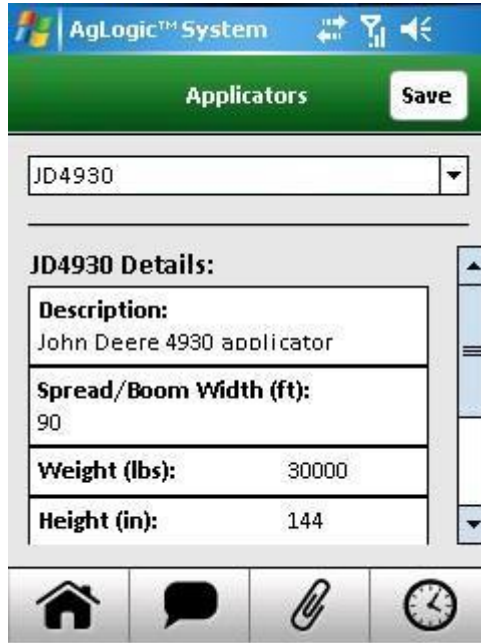 AgLogic™ System
Applicators
Save
JD4930
JD4930 Details:
Description:
John Deere 4930 applicator
Spread/Boom Width (ft):
90
Weight (lbs): 30000
Height (in): 144